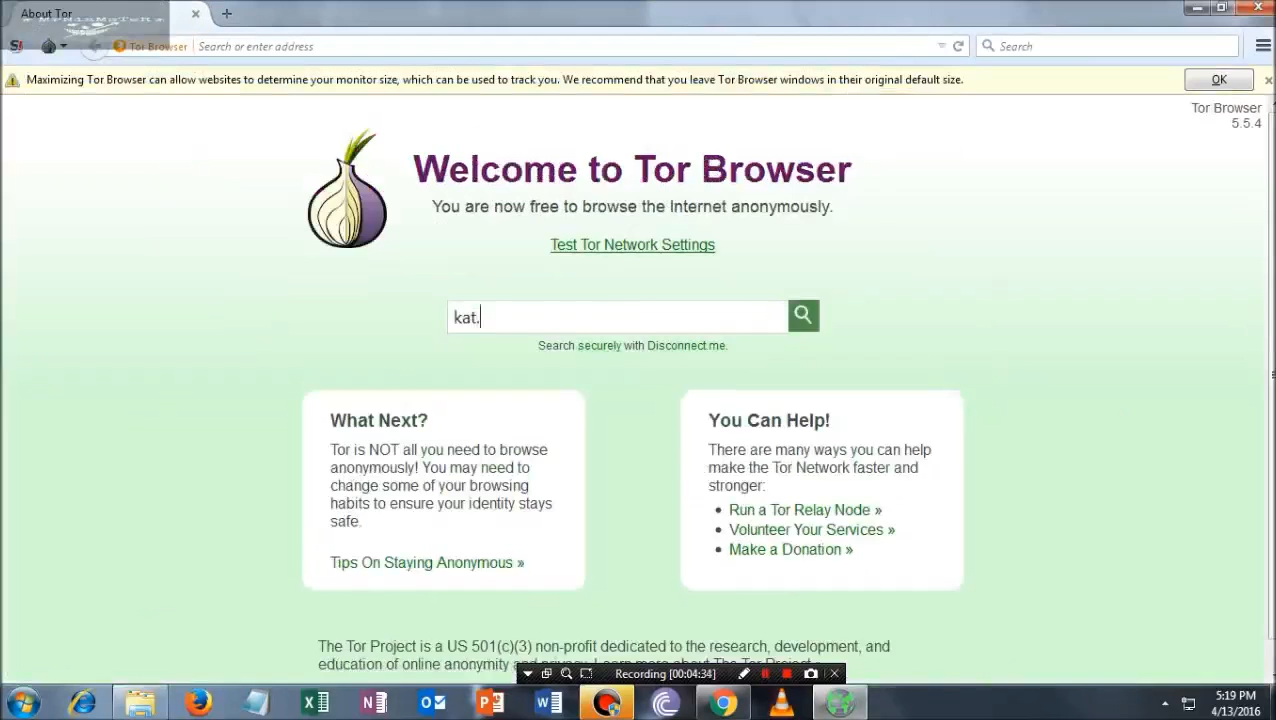 About Tor
Tor Browser
Search or enter address
Search
Maximizing Tor Browser can allow websites to determine your monitor size, which can be used to track you. We recommend that you leave Tor Browser windows in their original default size.
OK
Tor Browser
5.5.4
Welcome to Tor Browser
You are now free to browse the Internet anonymously.
Test Tor Network Settings
kat.
Search securely with Disconnect.me.
What Next?
Tor is NOT all you need to browse
anonymously! You may need to
change some of your browsing
habits to ensure your identity stays
safe.
Tips On Staying Anonymous »
You Can Help!
There are many ways you can help
make the Tor Network faster and
stronger:
Run a Tor Relay Node »
Volunteer Your Services »
Make a Donation »
The Tor Project is a US 501(c)(3) non-profit dedicated to the research, development, and
education of online anonymity and privacy. Learn more about The Tor Project »
Recording [00:04:34]
5:19 PM
4/13/2016